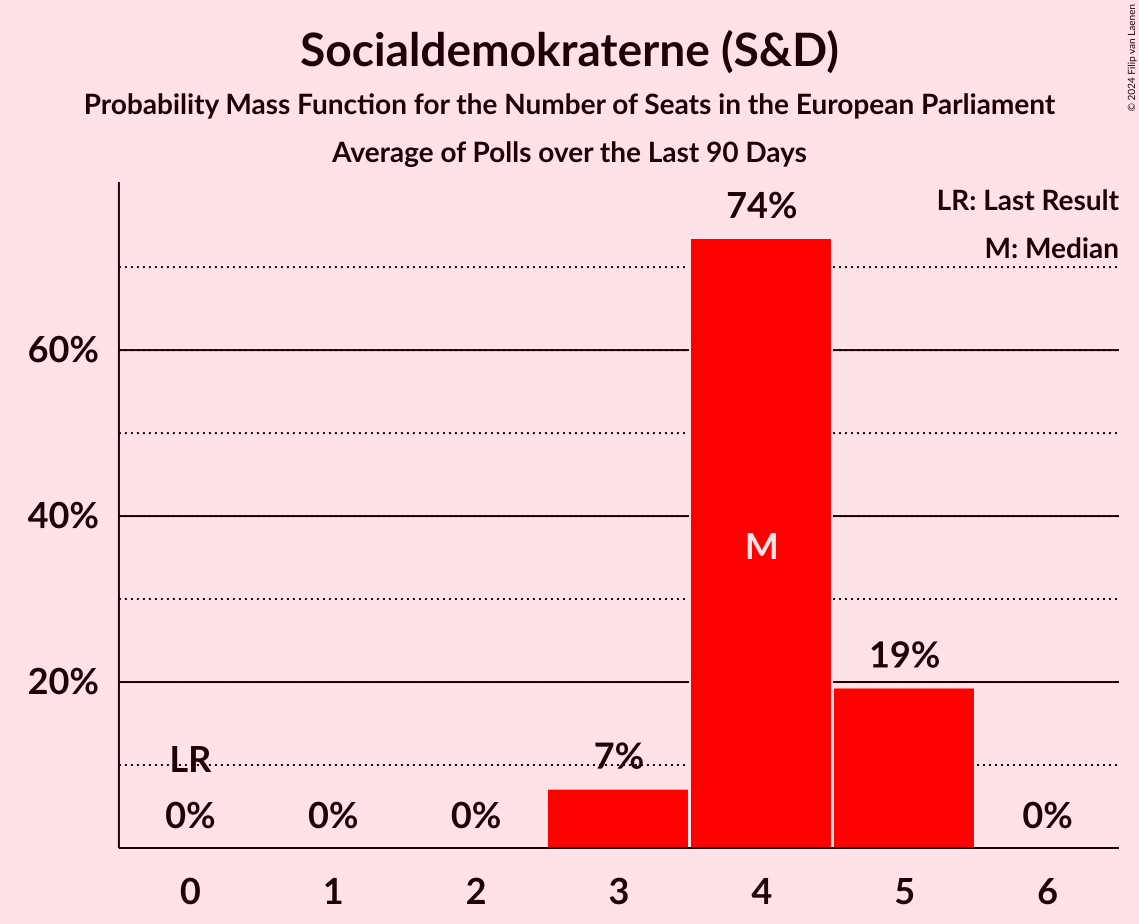 Socialdemokraterne (S&D)
Probability Mass Function for the Number of Seats in the European Parliament
Average of Polls over the Last 90 Days
© 2024 Filip van Laenen
LR: Last Result
M: Median
74%
60%
40%
M
19%
20%
LR
7%
0%
0%
0%
0%
0
1
2
3
4
5
6